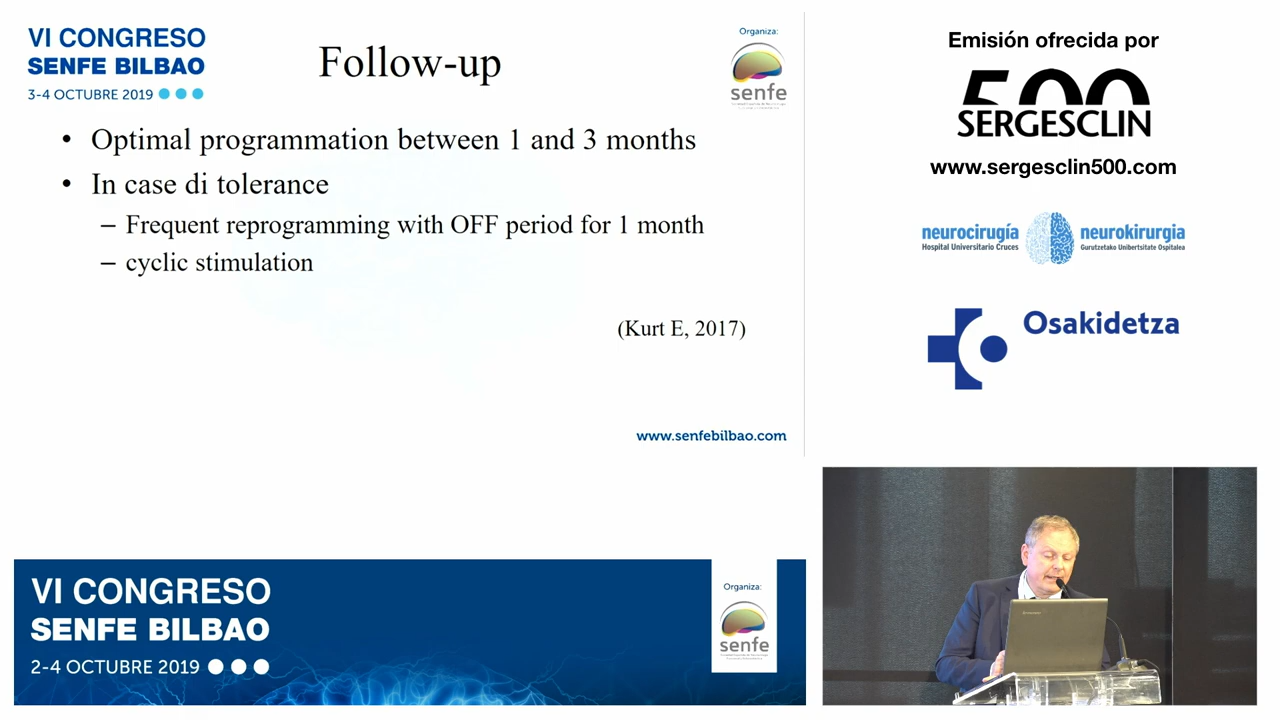 VI CONGRESO
SENFE BILBAO
3-4 OCTUBRE 2019
Follow-up
Organiza:
senfe
• Optimal programmation between 1 and 3 months
• In case di tolerance
– Frequent reprogramming with OFF period for 1 month
– cyclic stimulation
(Kurt E, 2017)
www.senfebilbao.com
Emisión ofrecida por
500
SERGESCLIN
www.sergesclin500.com
neurocirugía
Hospital Universitario Cruces
neurokirurgia
Gurutzetako Unibertsitate Ospitalea
Osakidetza
VI CONGRESO
SENFE BILBAO
2-4 OCTUBRE 2019
Organiza:
senfe